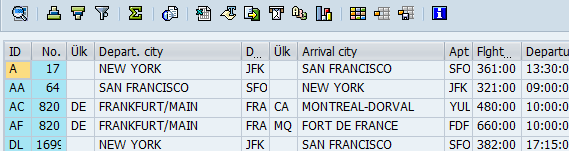 ID No. Ülk Depart. city D... Ülk Arrival city Apt Flght... Departu
A 17 NEW YORK JFK SAN FRANCISCO SFO 361:00 13:30:0
AA 64 SAN FRANCISCO SFO NEW YORK JFK 321:00 09:00:0
AC 820 DE FRANKFURT/MAIN FRA CA MONTREAL-DORVAL YUL 480:00 10:00:0
AF 820 DE FRANKFURT/MAIN FRA MQ FORT DE FRANCE FDF 660:00 10:00:0
DL 1699 NEW YORK JFK SAN FRANCISCO SFO 382:00 17:15:0